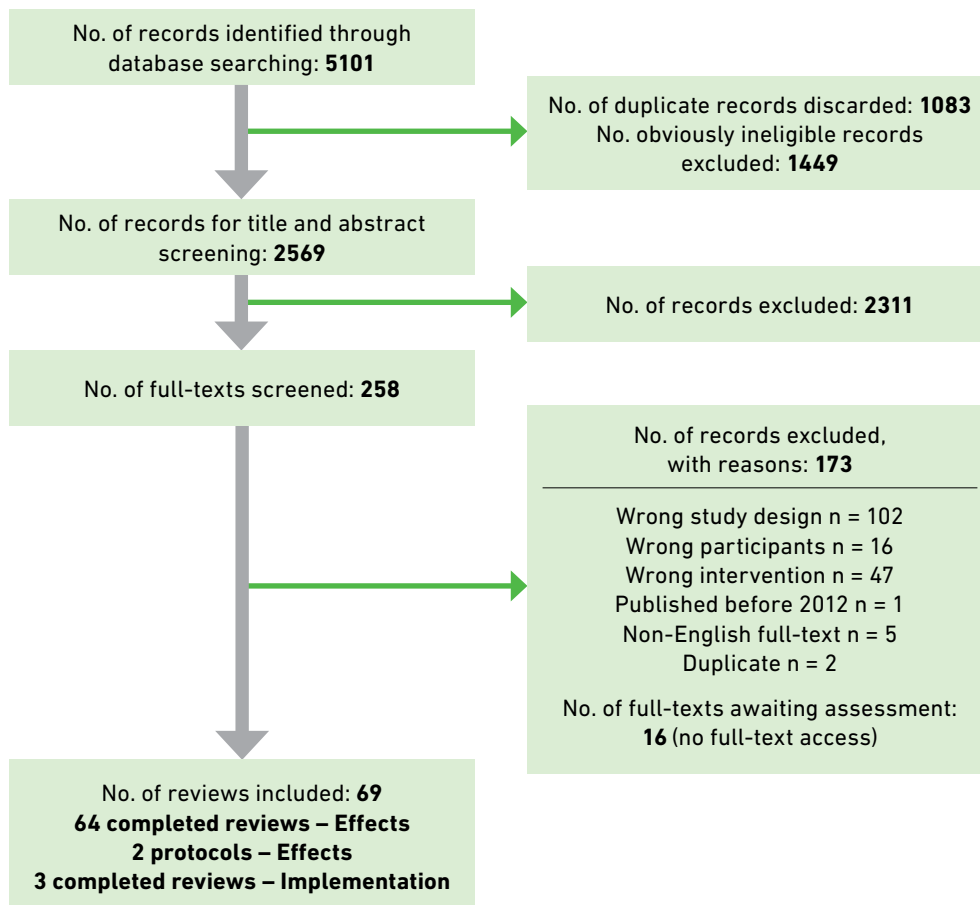 No. of records identified through
database searching: 5101
No. of duplicate records discarded: 1083
No. obviously ineligible records
excluded: 1449
No. of records for title and abstract
screening: 2569
No. of records excluded: 2311
No. of full-texts screened: 258
No. of records excluded,
with reasons: 173
Wrong study design n = 102
Wrong participants n = 16
Wrong intervention n = 47
Published before 2012 n = 1
Non-English full-text n = 5
Duplicate n = 2
No. of full-texts awaiting assessment:
16 (no full-text access)
No. of reviews included: 69
64 completed reviews – Effects
2 protocols – Effects
3 completed reviews – Implementation